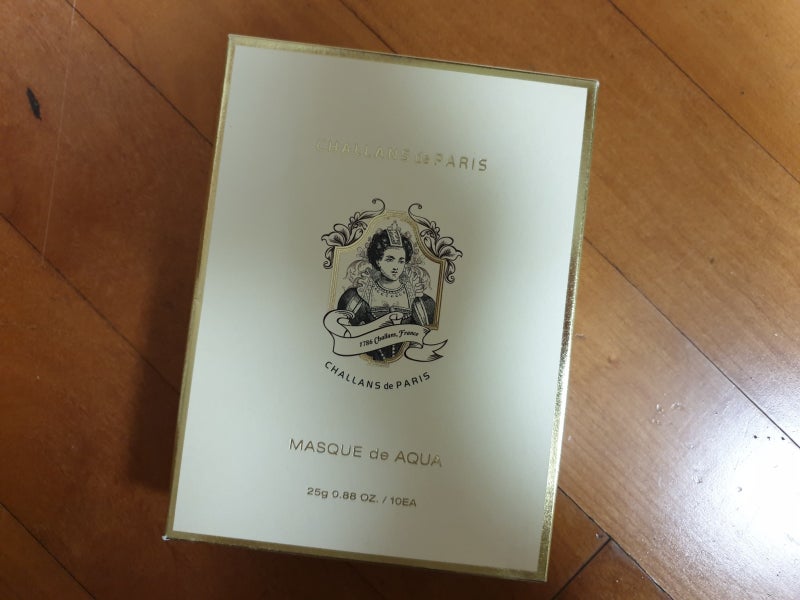 CHALLANS de PARIS
1786 Challans, France
CHALLANS de PARIS
MASQUE de AQUA
25g 0.88 OZ. / 10EA